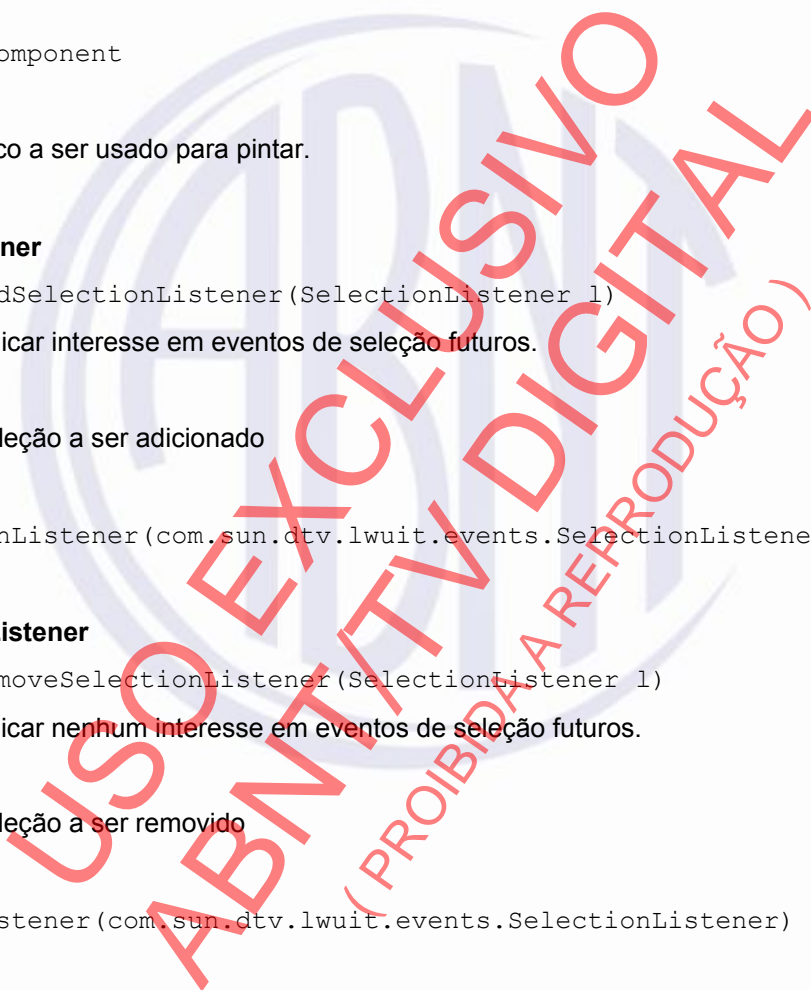 omponent
co a ser usado para pintar.
ner
dSelectionListener(SelectionListener l)
icar interesse em eventos de seleção futuros.
leção a ser adicionado
nListener(com.sun.dtv.lwuit.events.SelectionListene
Listener
moveSelectionListener(SelectionListener l)
icar nenhum interesse em eventos de seleção futuros.
leção a ser removido
stener(com.sun.dtv.lwuit.events.SelectionListener)
USO EXCLUSIVO
ABNT/TV DIGITAL
( PROIBIDA A REPRODUÇÃO )
ABNT